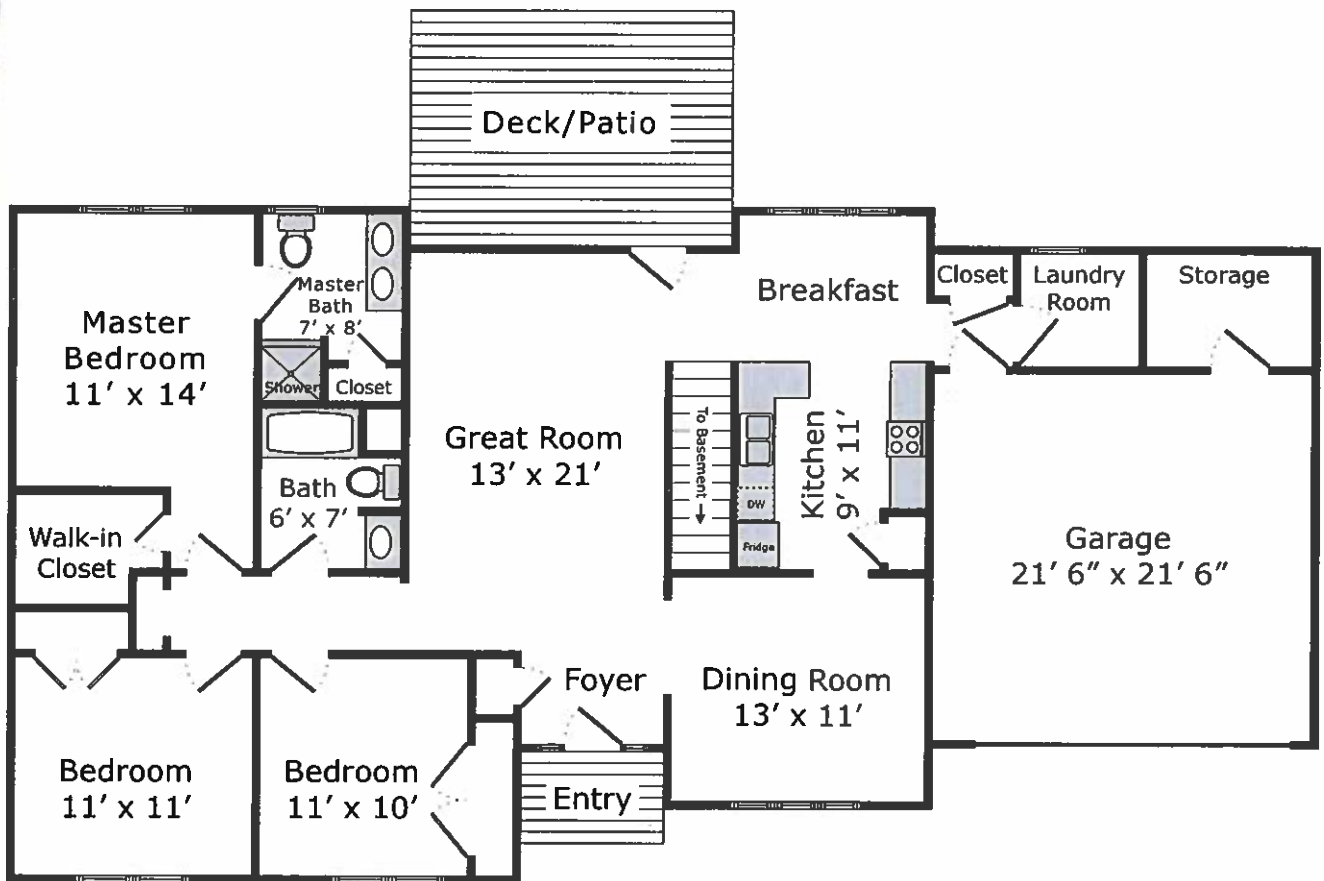 Deck/Patio
Master
Bedroom
11′ x 14′
Master
Bath
7′ x 8′
Shower
Closet
Breakfast
Closet
Laundry
Room
Storage
Great Room
13′ x 21′
To Basement →
DW
Fridge
Kitchen
9′ x 11′
Bath
6′ x 7′
Walk-in
Closet
Garage
21′ 6″ x 21′ 6″
Foyer
Dining Room
13′ x 11′
Bedroom
11′ x 11′
Bedroom
11′ x 10′
Entry